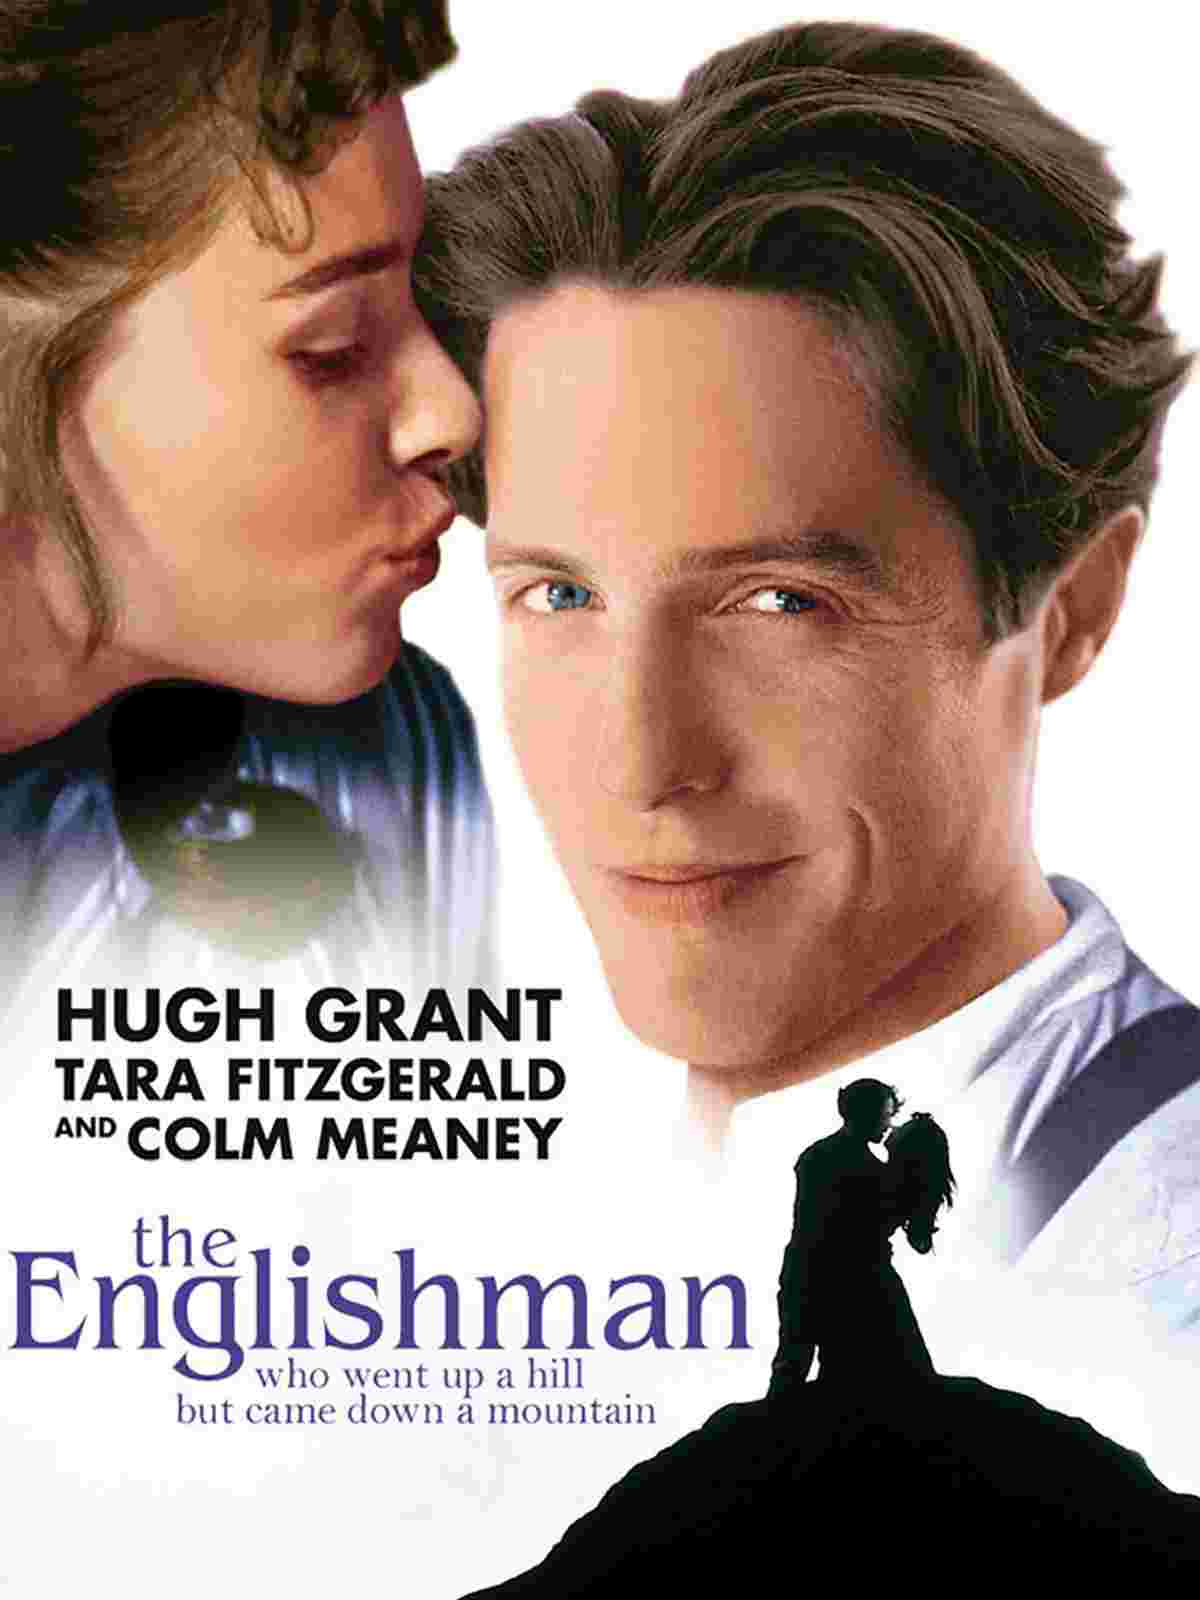 HUGH GRANT
TARA FITZGERALD
AND COLM MEANEY
the
Englishman
who went up a hill
but came down a mountain